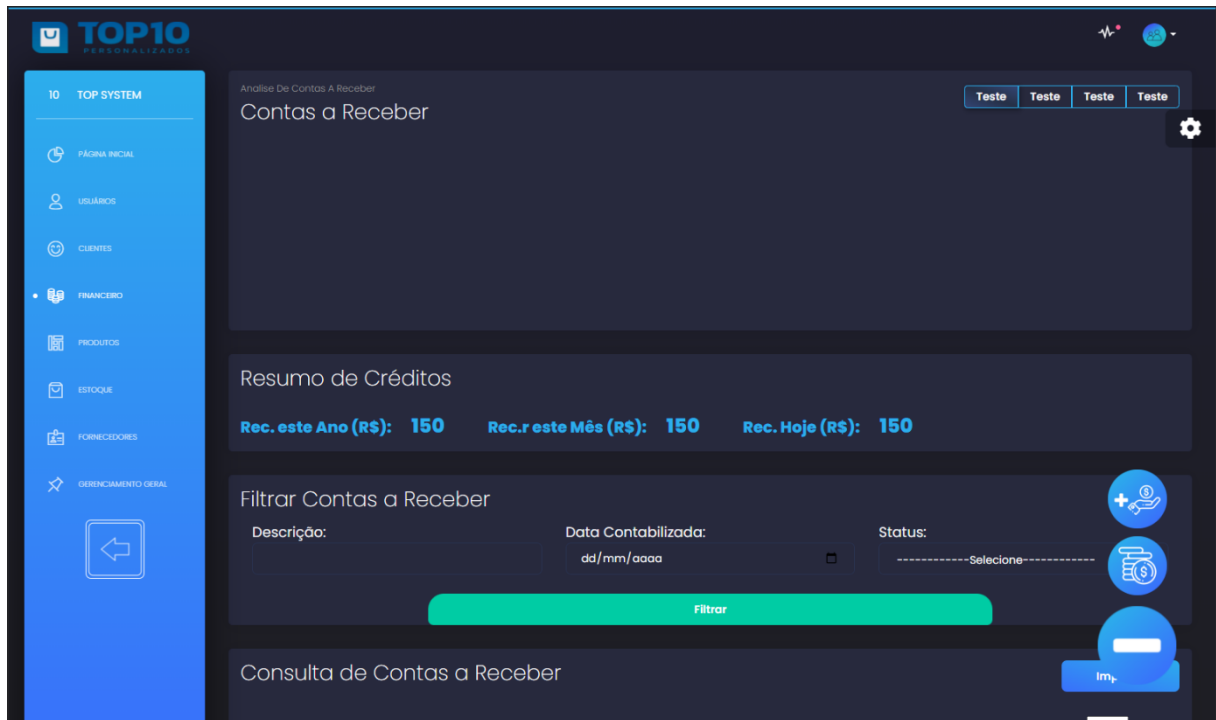 TOP10
PERSONALIZADOS
10 TOP SYSTEM
PÁGINA INICIAL
USUÁRIOS
CLIENTES
FINANCEIRO
PRODUTOS
ESTOQUE
FORNECEDORES
GERENCIAMENTO GERAL
Analise De Contas A Receber
Contas a Receber
Teste Teste Teste Teste
Resumo de Créditos
Rec. este Ano (R$): 150 Rec.r este Mês (R$): 150 Rec. Hoje (R$): 150
Filtrar Contas a Receber
Descrição: Data Contabilizada: Status:
dd/mm/aaaa ------------Selecione------------
Filtrar
Consulta de Contas a Receber